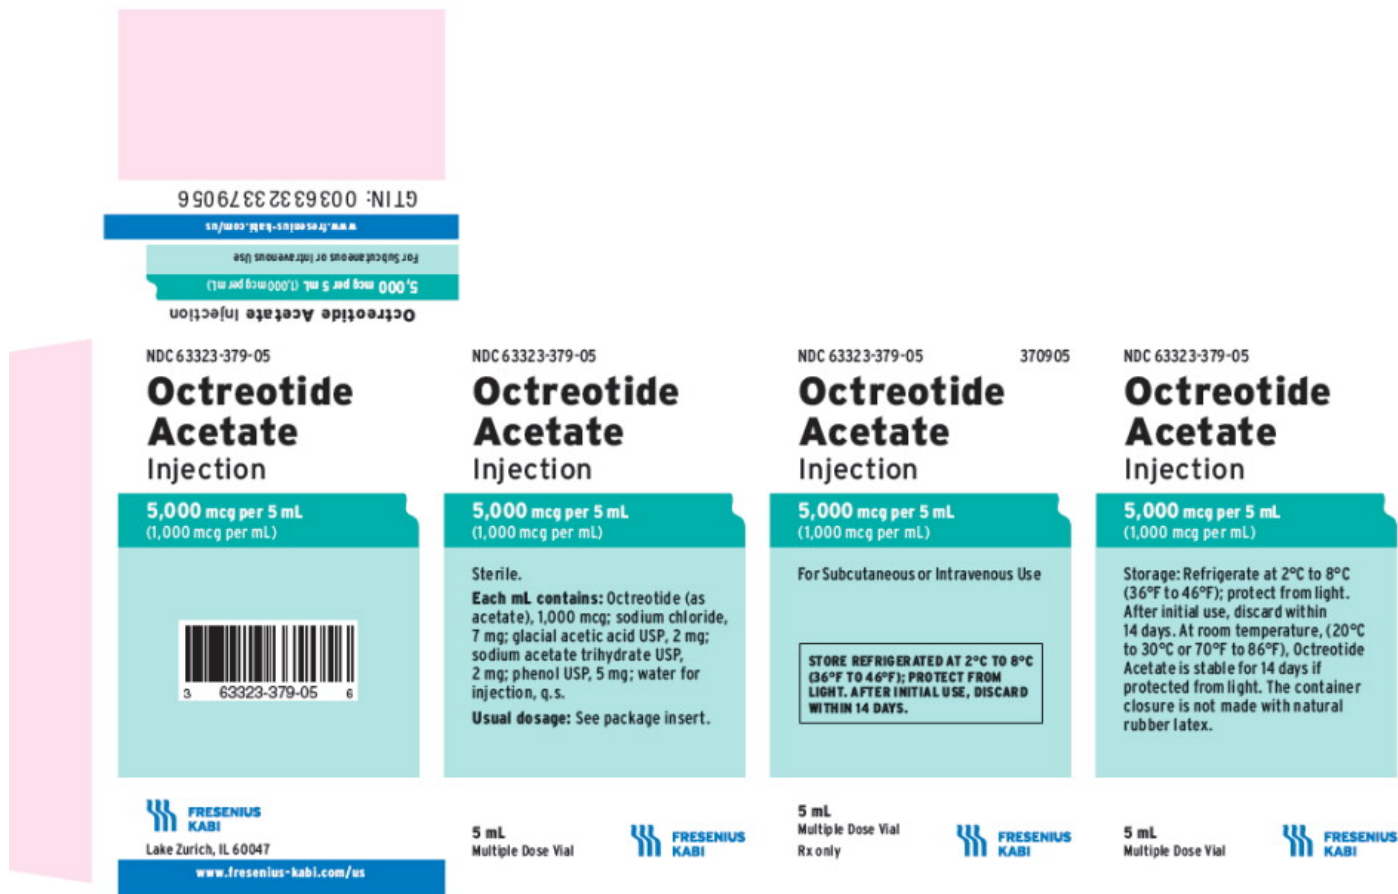 GTIN: 00363323379056
www.fresenius-kabi.com/us
For Subcutaneous or Intravenous Use
5,000 mcg per 5 mL (1,000 mcg per mL)
Octreotide Acetate Injection
NDC 63323-379-05
Octreotide
Acetate
Injection
5,000 mcg per 5 mL
(1,000 mcg per mL)
3 63323-379-05 6
FRESENIUS
KABI
Lake Zurich, IL 60047
www.fresenius-kabi.com/us
NDC 63323-379-05
Octreotide
Acetate
Injection
5,000 mcg per 5 mL
(1,000 mcg per mL)
Sterile.
Each mL contains: Octreotide (as
acetate), 1,000 mcg; sodium chloride,
7 mg; glacial acetic acid USP, 2 mg;
sodium acetate trihydrate USP,
2 mg; phenol USP, 5 mg; water for
injection, q.s.
Usual dosage: See package insert.
5 mL
Multiple Dose Vial
FRESENIUS
KABI
NDC 63323-379-05 370905
Octreotide
Acetate
Injection
5,000 mcg per 5 mL
(1,000 mcg per mL)
For Subcutaneous or Intravenous Use
STORE REFRIGERATED AT 2°C TO 8°C
(36°F TO 46°F); PROTECT FROM
LIGHT. AFTER INITIAL USE, DISCARD
WITHIN 14 DAYS.
5 mL
Multiple Dose Vial
Rx only
FRESENIUS
KABI
NDC 63323-379-05
Octreotide
Acetate
Injection
5,000 mcg per 5 mL
(1,000 mcg per mL)
Storage: Refrigerate at 2°C to 8°C
(36°F to 46°F); protect from light.
After initial use, discard within
14 days. At room temperature, (20°C
to 30°C or 70°F to 86°F), Octreotide
Acetate is stable for 14 days if
protected from light. The container
closure is not made with natural
rubber latex.
5 mL
Multiple Dose Vial
FRESENIUS
KABI